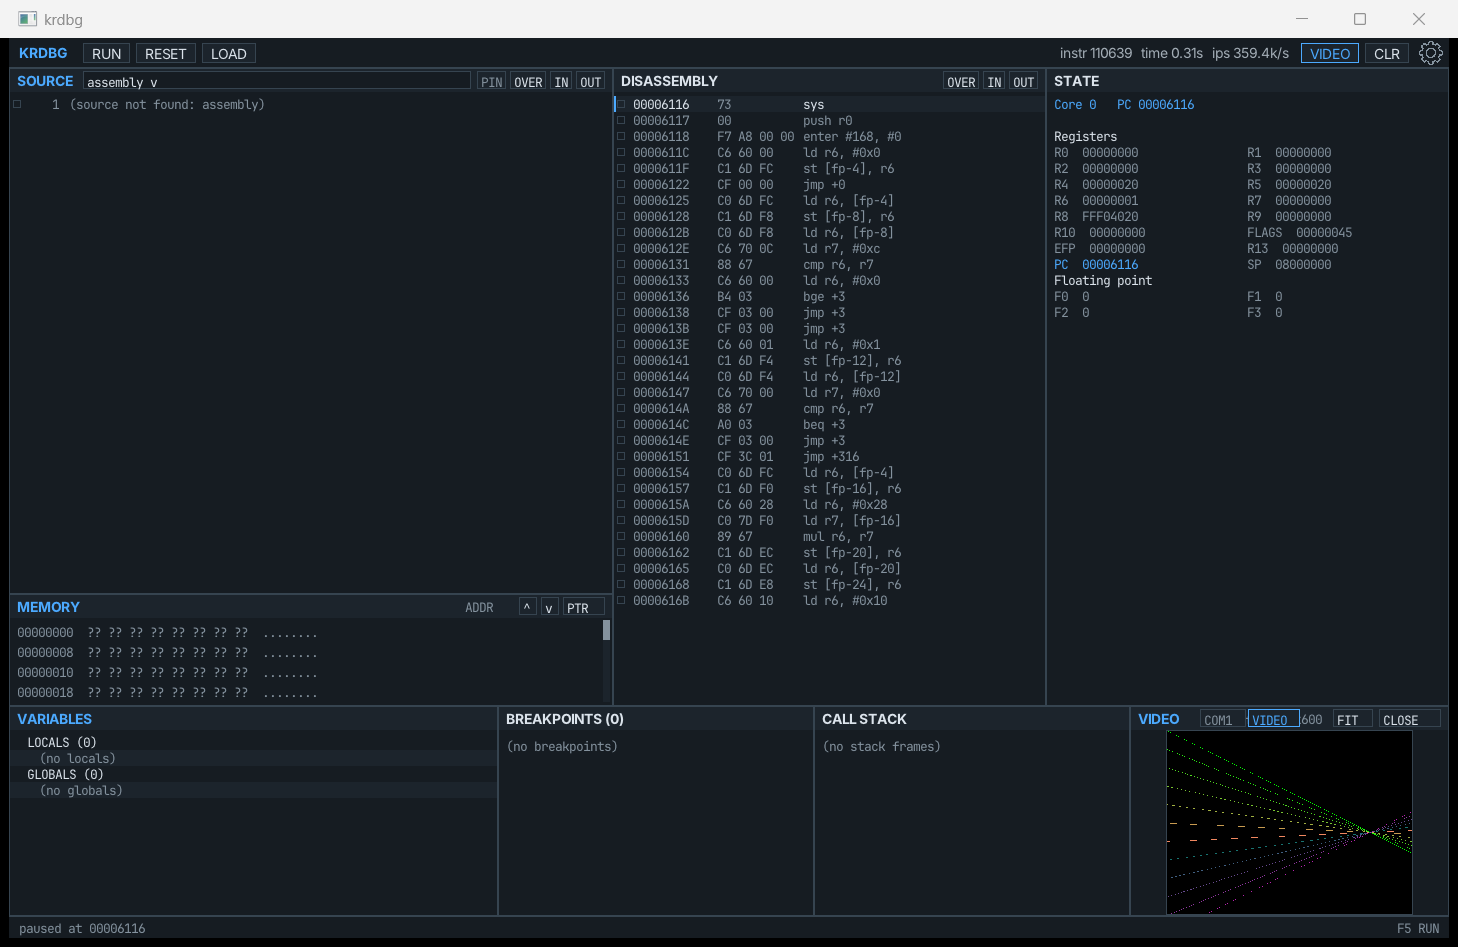 krdbg
KRDBG RUN RESET LOAD instr 110639 time 0.31s ips 359.4k/s VIDEO CLR
SOURCE assembly v PIN OVER IN OUT
1 (source not found: assembly)
MEMORY ADDR ^ v PTR
00000000 ?? ?? ?? ?? ?? ?? ?? ?? ........
00000008 ?? ?? ?? ?? ?? ?? ?? ?? ........
00000010 ?? ?? ?? ?? ?? ?? ?? ?? ........
00000018 ?? ?? ?? ?? ?? ?? ?? ?? ........
DISASSEMBLY OVER IN OUT
00006116 73 sys
00006117 00 push r0
00006118 F7 A8 00 00 enter #168, #0
0000611C C6 60 00 ld r6, #0x0
0000611F C1 6D FC st [fp-4], r6
00006122 CF 00 00 jmp +0
00006125 C0 6D FC ld r6, [fp-4]
00006128 C1 6D F8 st [fp-8], r6
0000612B C0 6D F8 ld r6, [fp-8]
0000612E C6 70 0C ld r7, #0xc
00006131 88 67 cmp r6, r7
00006133 C6 60 00 ld r6, #0x0
00006136 B4 03 bge +3
00006138 CF 03 00 jmp +3
0000613B CF 03 00 jmp +3
0000613E C6 60 01 ld r6, #0x1
00006141 C1 6D F4 st [fp-12], r6
00006144 C0 6D F4 ld r6, [fp-12]
00006147 C6 70 00 ld r7, #0x0
0000614A 88 67 cmp r6, r7
0000614C A0 03 beq +3
0000614E CF 03 00 jmp +3
00006151 CF 3C 01 jmp +316
00006154 C0 6D FC ld r6, [fp-4]
00006157 C1 6D F0 st [fp-16], r6
0000615A C6 60 28 ld r6, #0x28
0000615D C0 7D F0 ld r7, [fp-16]
00006160 89 67 mul r6, r7
00006162 C1 6D EC st [fp-20], r6
00006165 C0 6D EC ld r6, [fp-20]
00006168 C1 6D E8 st [fp-24], r6
0000616B C6 60 10 ld r6, #0x10
STATE
Core 0 PC 00006116
Registers
R0 00000000 R1 00000000
R2 00000000 R3 00000000
R4 00000020 R5 00000020
R6 00000001 R7 00000000
R8 FFF04020 R9 00000000
R10 00000000 FLAGS 00000045
EFP 00000000 R13 00000000
PC 00006116 SP 08000000
Floating point
F0 0 F1 0
F2 0 F3 0
VARIABLES
LOCALS (0)
(no locals)
GLOBALS (0)
(no globals)
BREAKPOINTS (0)
(no breakpoints)
CALL STACK
(no stack frames)
VIDEO COM1 VIDEO 600 FIT CLOSE
paused at 00006116 F5 RUN